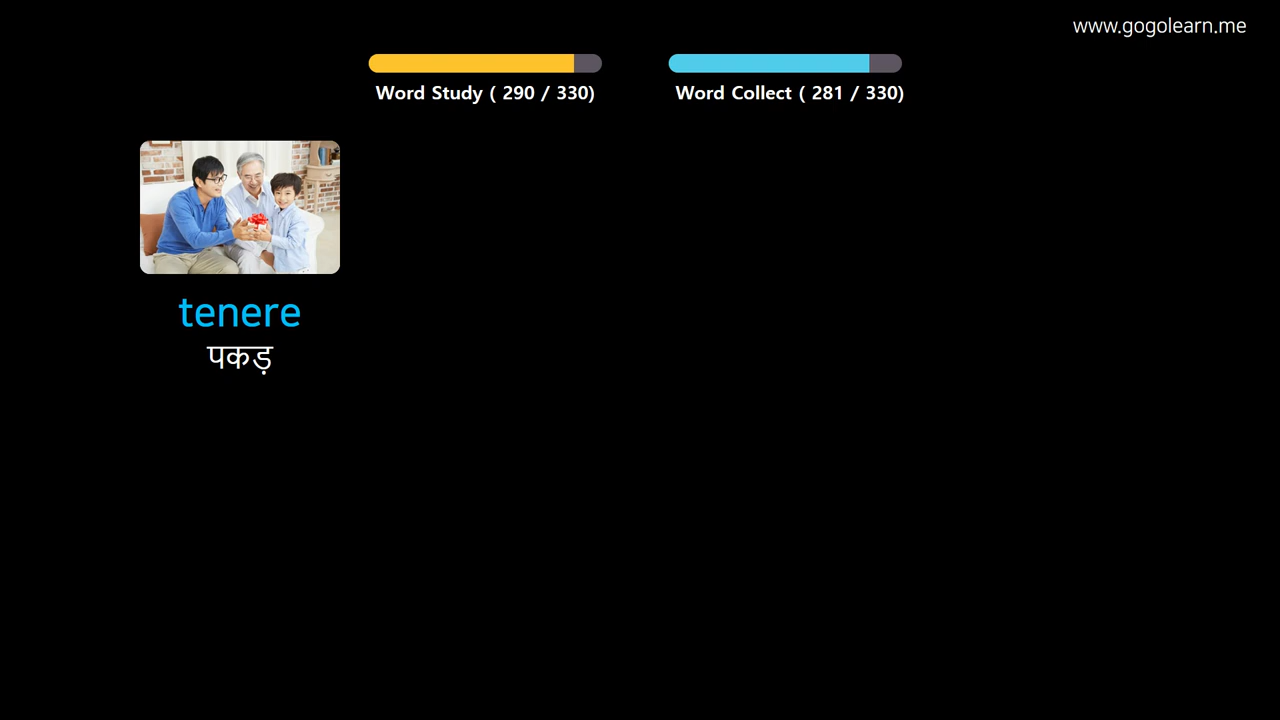 www.gogolearn.me
Word Study ( 290 / 330)
Word Collect ( 281 / 330)
tenere
पकड़